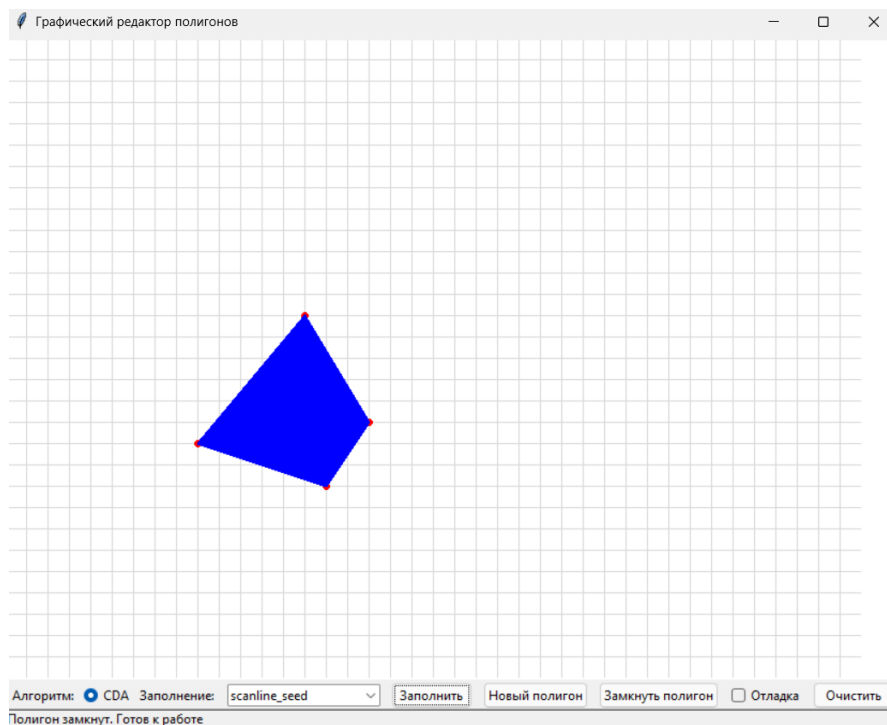 Графический редактор полигонов
Алгоритм: CDA Заполнение: scanline_seed Заполнить Новый полигон Замкнуть полигон Отладка Очистить
Полигон замкнут. Готов к работе